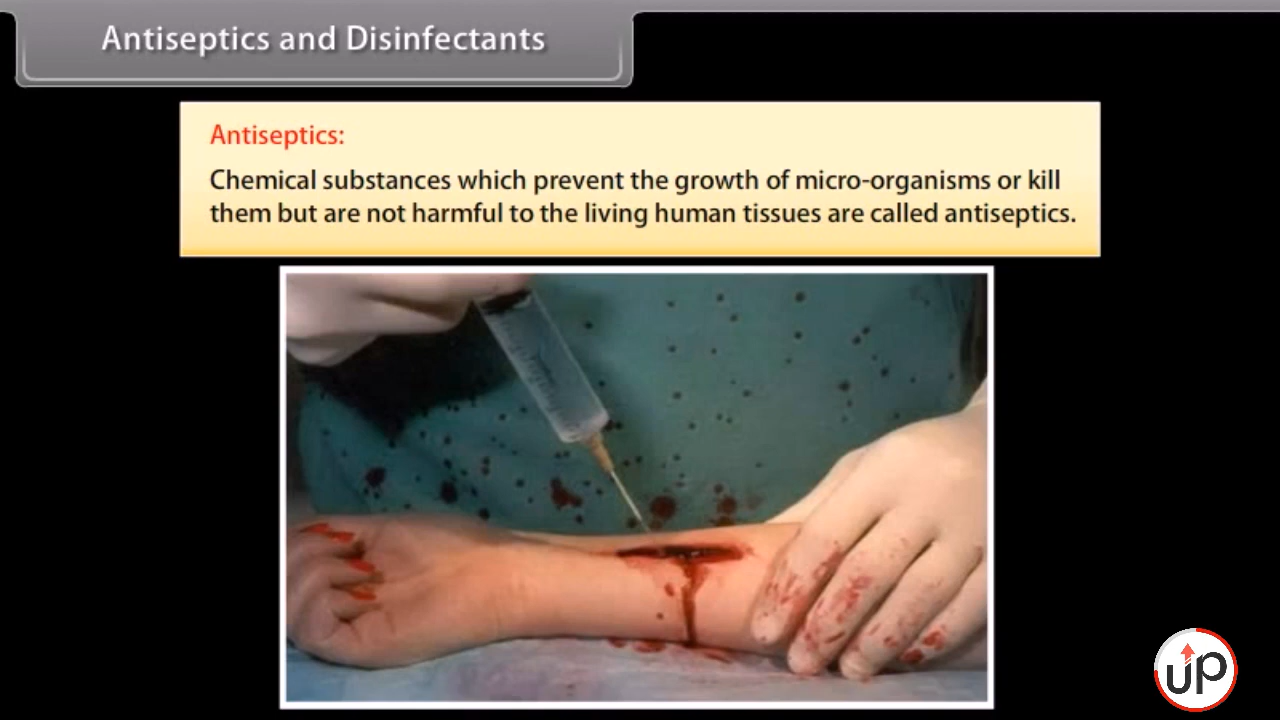 Antiseptics and Disinfectants
Antiseptics:
Chemical substances which prevent the growth of micro-organisms or kill
them but are not harmful to the living human tissues are called antiseptics.
up